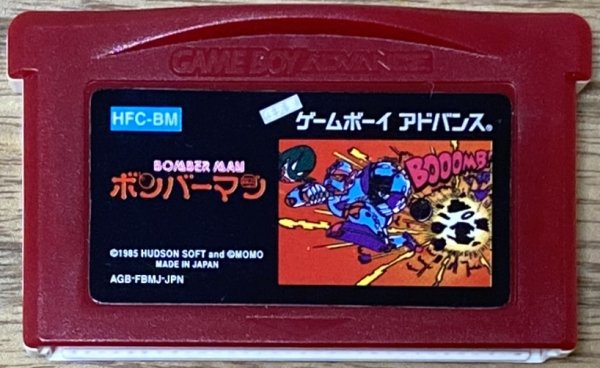 GAME BOY ADVANCE
HFC-BM
ゲームボーイ アドバンス®
BOMBER MAN
ボンバーマン
BOOOMB
©1985 HUDSON SOFT and ©MOMO
MADE IN JAPAN
AGB-FBMJ-JPN